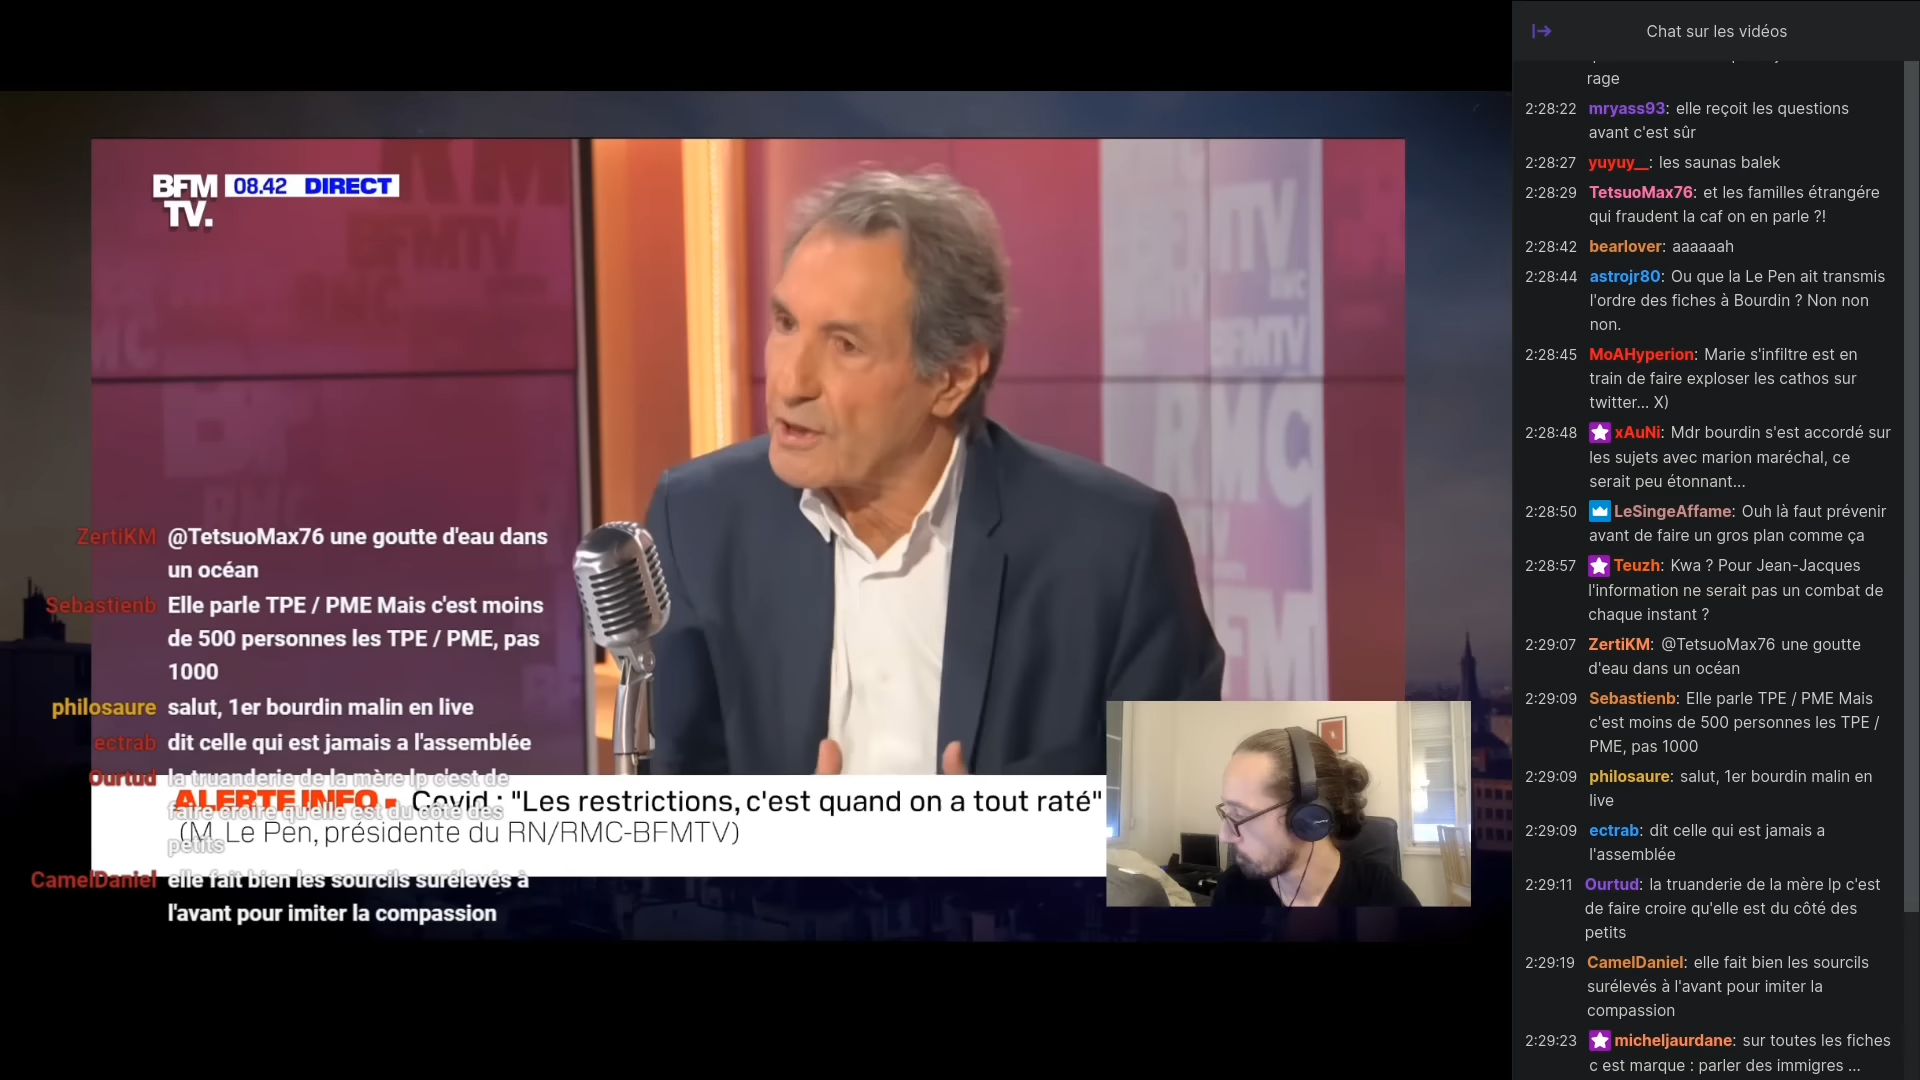 BFM
TV.
08.42 DIRECT
ZertiKM @TetsuoMax76 une goutte d'eau dans
un océan
Sebastienb Elle parle TPE / PME Mais c'est moins
de 500 personnes les TPE / PME, pas
1000
philosaure salut, 1er bourdin malin en live
ectrab dit celle qui est jamais a l'assemblée
Ourtud la truanderie de la mère lp c'est de
faire croire qu'elle est du côté des
petits
CamelDaniel elle fait bien les sourcils surélevés à
l'avant pour imiter la compassion
ALERTE INFO Covid : "Les restrictions, c'est quand on a tout raté"
(M. Le Pen, présidente du RN/RMC-BFMTV)
RMC
BFMTV
RMC
Chat sur les vidéos
rage
2:28:22 mryass93: elle reçoit les questions
avant c'est sûr
2:28:27 yuyuy__: les saunas balek
2:28:29 TetsuoMax76: et les familles étrangére
qui fraudent la caf on en parle ?!
2:28:42 bearlover: aaaaaah
2:28:44 astrojr80: Ou que la Le Pen ait transmis
l'ordre des fiches à Bourdin ? Non non
non.
2:28:45 MoAHyperion: Marie s'infiltre est en
train de faire exploser les cathos sur
twitter... X)
2:28:48 xAuNi: Mdr bourdin s'est accordé sur
les sujets avec marion maréchal, ce
serait peu étonnant...
2:28:50 LeSingeAffame: Ouh là faut prévenir
avant de faire un gros plan comme ça
2:28:57 Teuzh: Kwa ? Pour Jean-Jacques
l'information ne serait pas un combat de
chaque instant ?
2:29:07 ZertiKM: @TetsuoMax76 une goutte
d'eau dans un océan
2:29:09 Sebastienb: Elle parle TPE / PME Mais
c'est moins de 500 personnes les TPE /
PME, pas 1000
2:29:09 philosaure: salut, 1er bourdin malin en
live
2:29:09 ectrab: dit celle qui est jamais a
l'assemblée
2:29:11 Ourtud: la truanderie de la mère lp c'est
de faire croire qu'elle est du côté des
petits
2:29:19 CamelDaniel: elle fait bien les sourcils
surélevés à l'avant pour imiter la
compassion
2:29:23 micheljaurdane: sur toutes les fiches
c est marque : parler des immigres ...